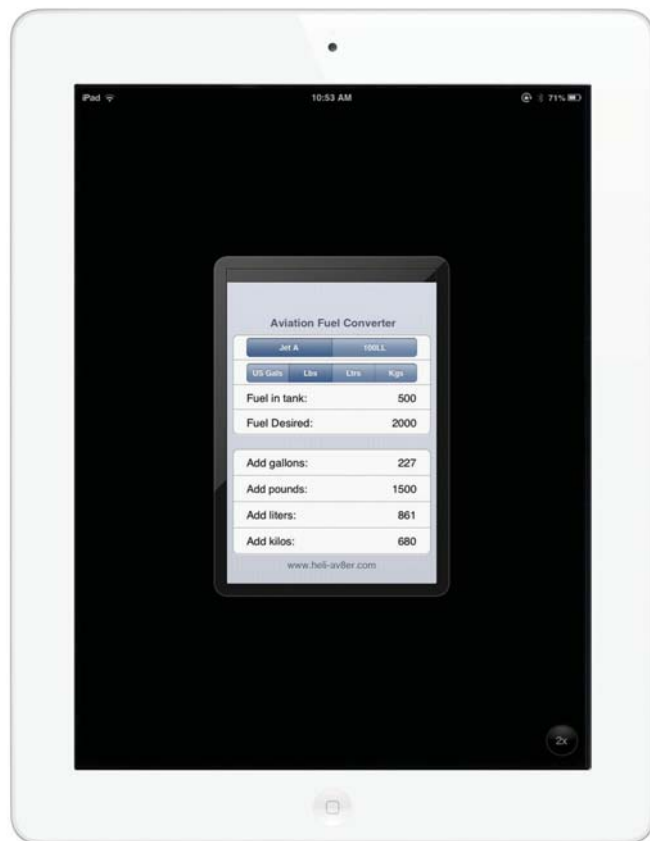 iPad 10:53 AM 71%
Aviation Fuel Converter
Jet A 100LL
US Gals Lbs Ltrs Kgs
Fuel in tank: 500
Fuel Desired: 2000
Add gallons: 227
Add pounds: 1500
Add liters: 861
Add kilos: 680
www.heli-av8er.com
2x